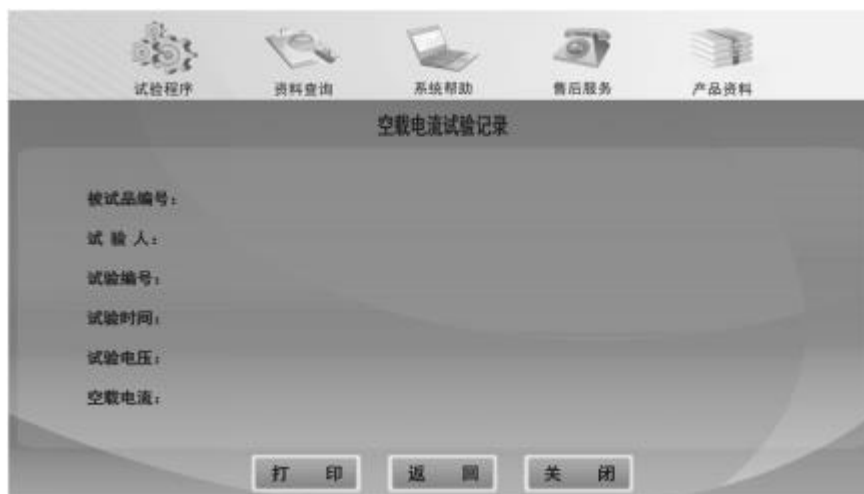 试验程序 资料查询 系统帮助 售后服务 产品资料
空载电流试验记录
被试品编号：
试 验 人：
试验编号：
试验时间：
试验电压：
空载电流：
打 印 返 回 关 闭